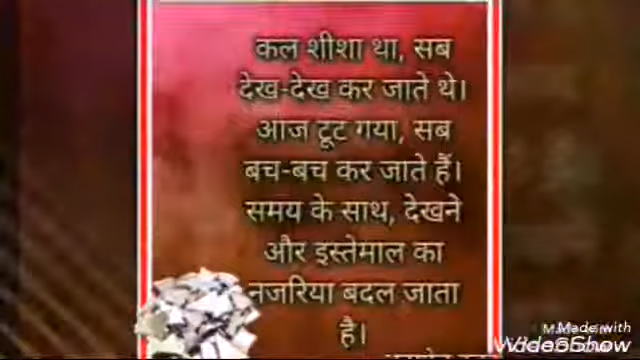 कल शीशा था, सब
देख-देख कर जाते थे।
आज टूट गया, सब
बच-बच कर जाते हैं।
समय के साथ, देखने
और इस्तेमाल का
नजरिया बदल जाता
है।
Made with
VideoShow